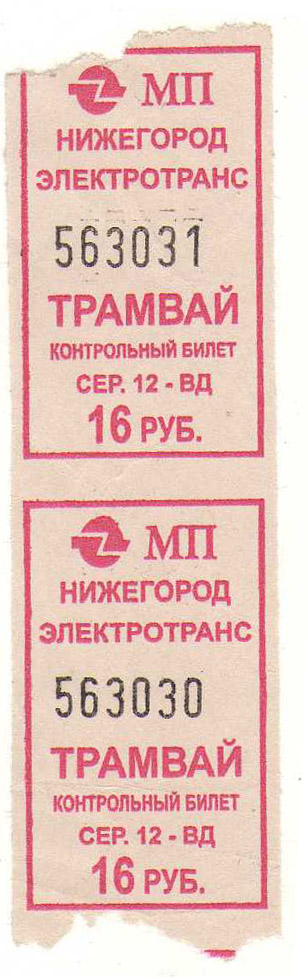 МП
НИЖЕГОРОД
ЭЛЕКТРОТРАНС
563031
ТРАМВАЙ
КОНТРОЛЬНЫЙ БИЛЕТ
СЕР. 12 - ВД
16 РУБ.
МП
НИЖЕГОРОД
ЭЛЕКТРОТРАНС
563030
ТРАМВАЙ
КОНТРОЛЬНЫЙ БИЛЕТ
СЕР. 12 - ВД
16 РУБ.